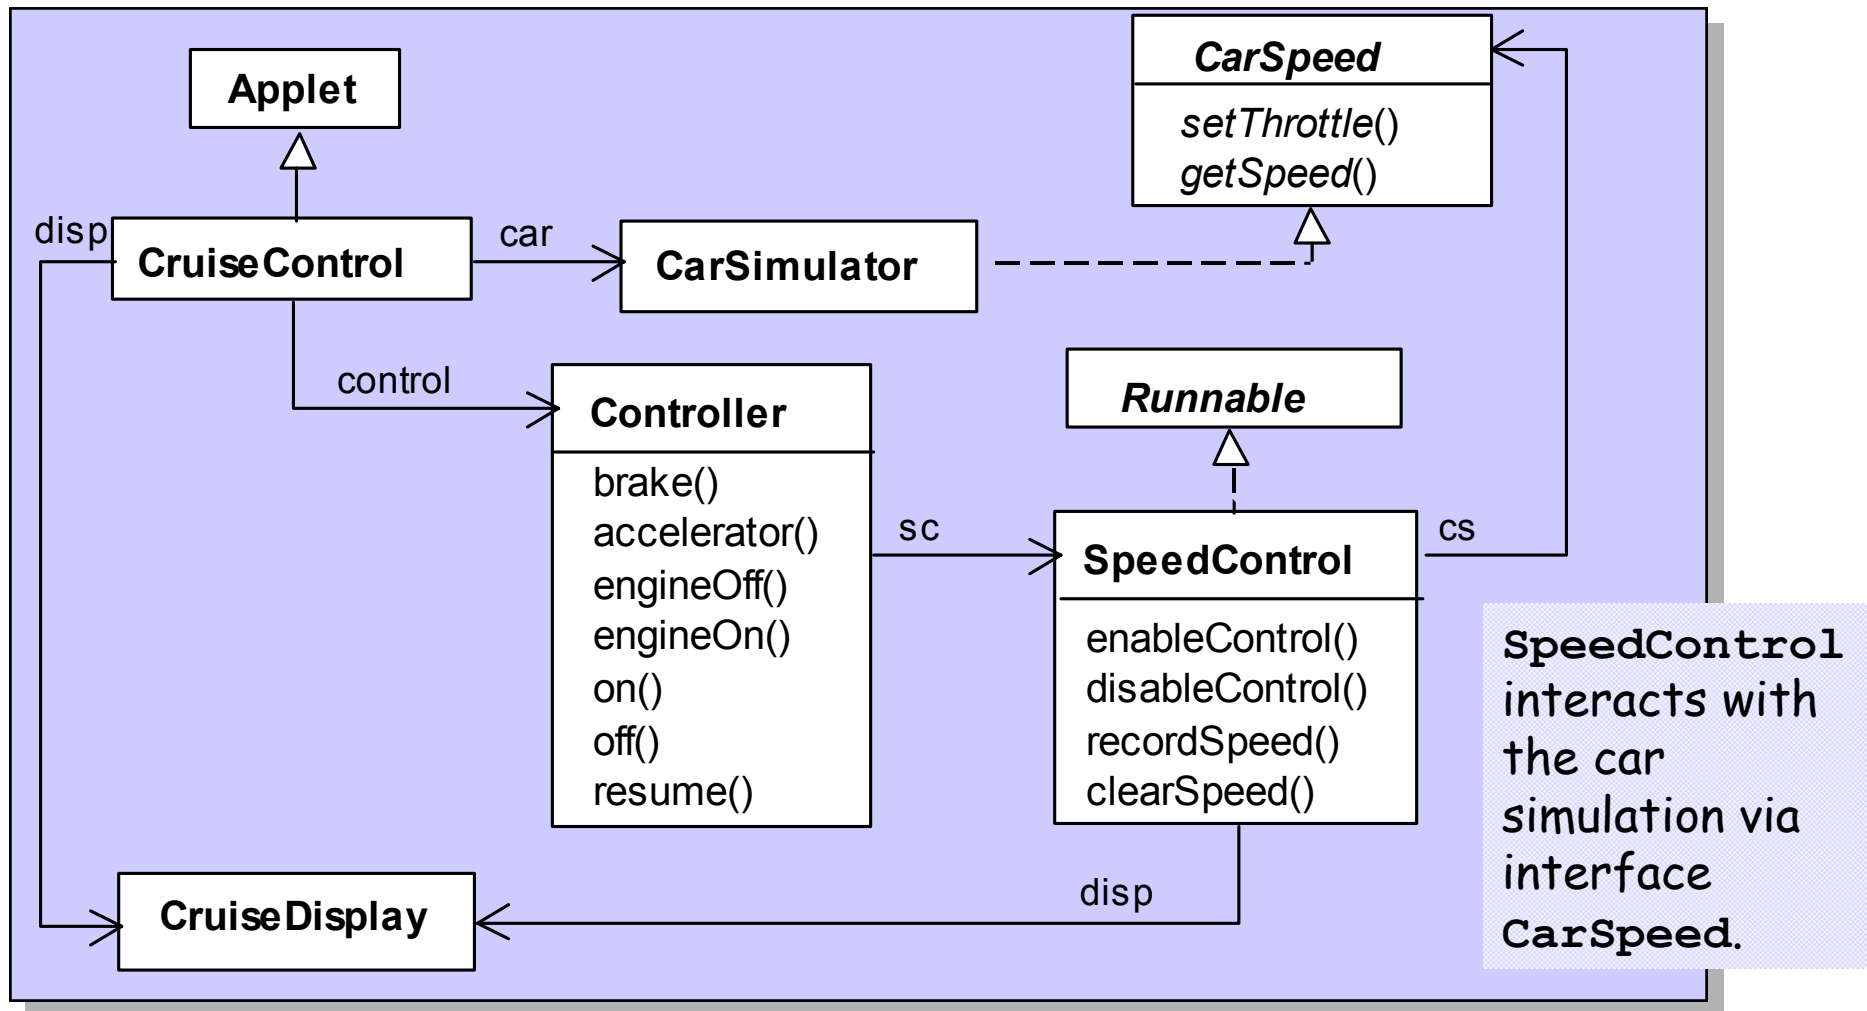 Applet
CarSpeed
setThrottle()
getSpeed()
disp
CruiseControl
car
CarSimulator
control
Controller
brake()
accelerator()
engineOff()
engineOn()
on()
off()
resume()
Runnable
sc
SpeedControl
cs
enableControl()
disableControl()
recordSpeed()
clearSpeed()
SpeedControl
interacts with
the car
simulation via
interface
CarSpeed.
disp
CruiseDisplay